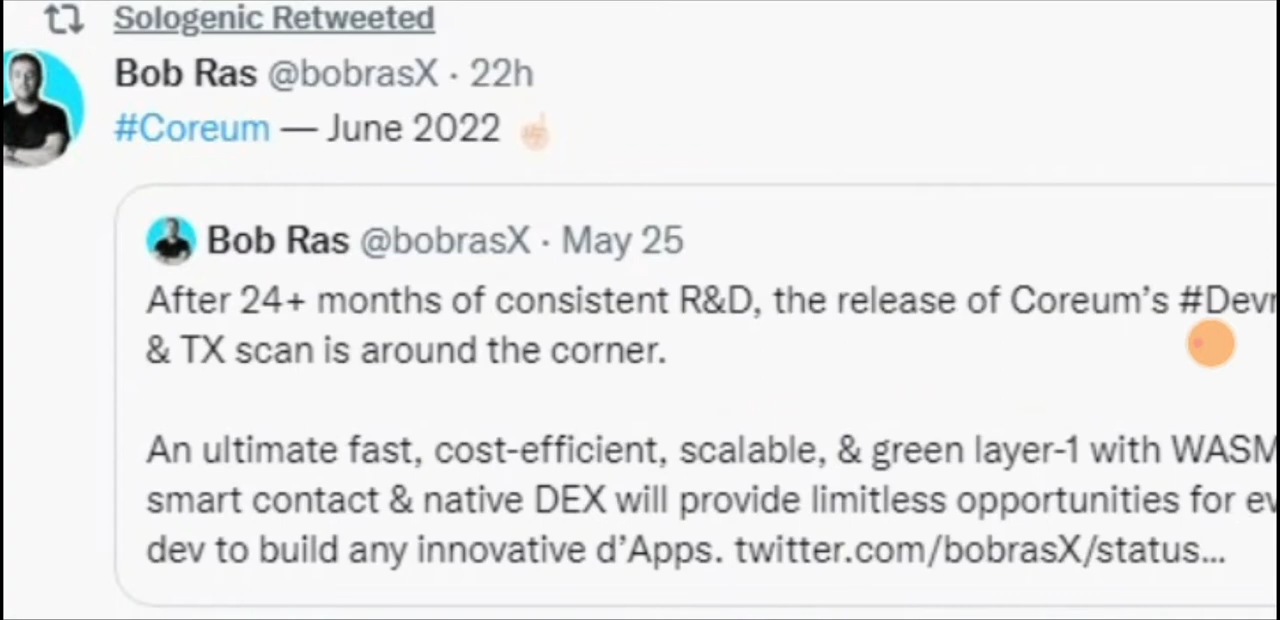 Sologenic Retweeted
Bob Ras @bobrasX · 22h
#Coreum — June 2022 ☝🏻
Bob Ras @bobrasX · May 25
After 24+ months of consistent R&D, the release of Coreum’s
& TX scan is around the corner.
An ultimate fast, cost-efficient, scalable, & green layer-1 with WASM
smart contact & native DEX will provide limitless opportunities for
dev to build any innovative d’Apps. twitter.com/bobrasX/status...